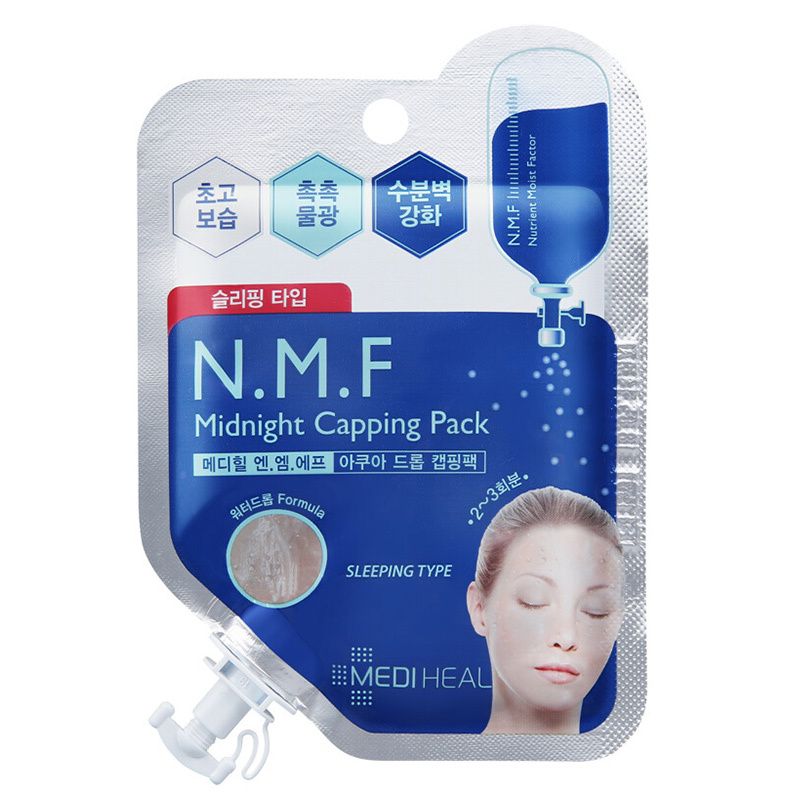 초고
보습
촉촉
물광
수분벽
강화
N.M.F
Nutrient Moist Factor
슬리핑 타입
N.M.F
Midnight Capping Pack
메디힐 엔.엠.에프 아쿠아 드롭 캡핑팩
•2~3회분•
워터드롭 Formula
SLEEPING TYPE
MEDIHEAL